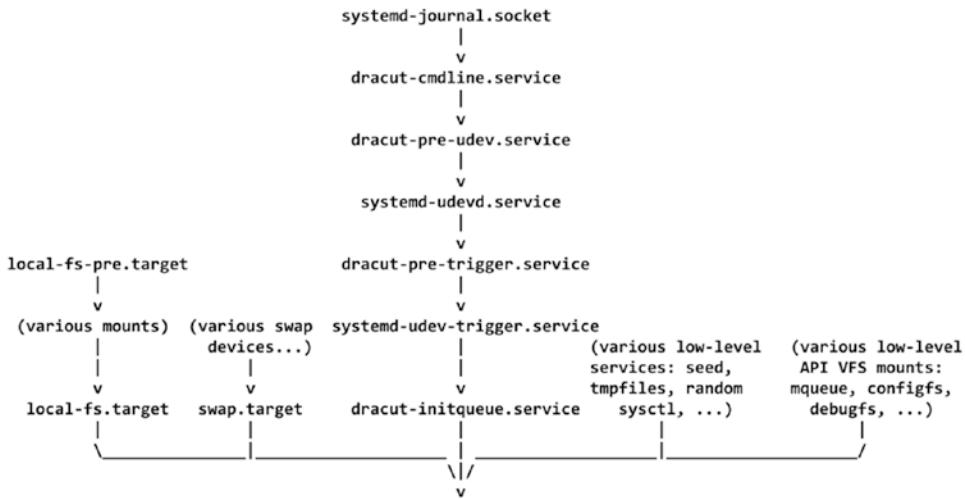 systemd-journal.socket
|
v
dracut-cmdline.service
|
v
dracut-pre-udev.service
|
v
systemd-udevd.service
|
v
local-fs-pre.target dracut-pre-trigger.service
| |
v v
(various mounts) (various swap systemd-udev-trigger.service
| devices...) | (various low-level (various low-level
| | | services: seed, API VFS mounts:
v v v tmpfiles, random mqueue, configfs,
local-fs.target swap.target dracut-initqueue.service sysctl, ...) debugfs, ...)
| | | | |
\_______________|_________________ | ____________________|___________________/
\|/
v